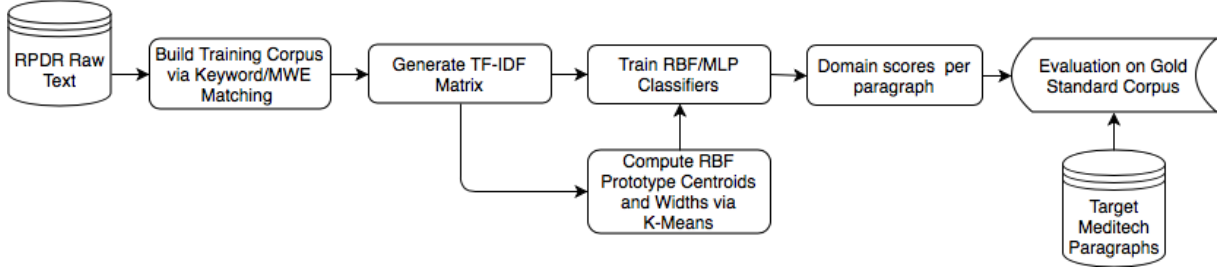 RPDR Raw
Text
Build Training Corpus
via Keyword/MWE
Matching
Generate TF-IDF
Matrix
Train RBF/MLP
Classifiers
Domain scores per
paragraph
Evaluation on Gold
Standard Corpus
Compute RBF
Prototype Centroids
and Widths via
K-Means
Target
Meditech
Paragraphs